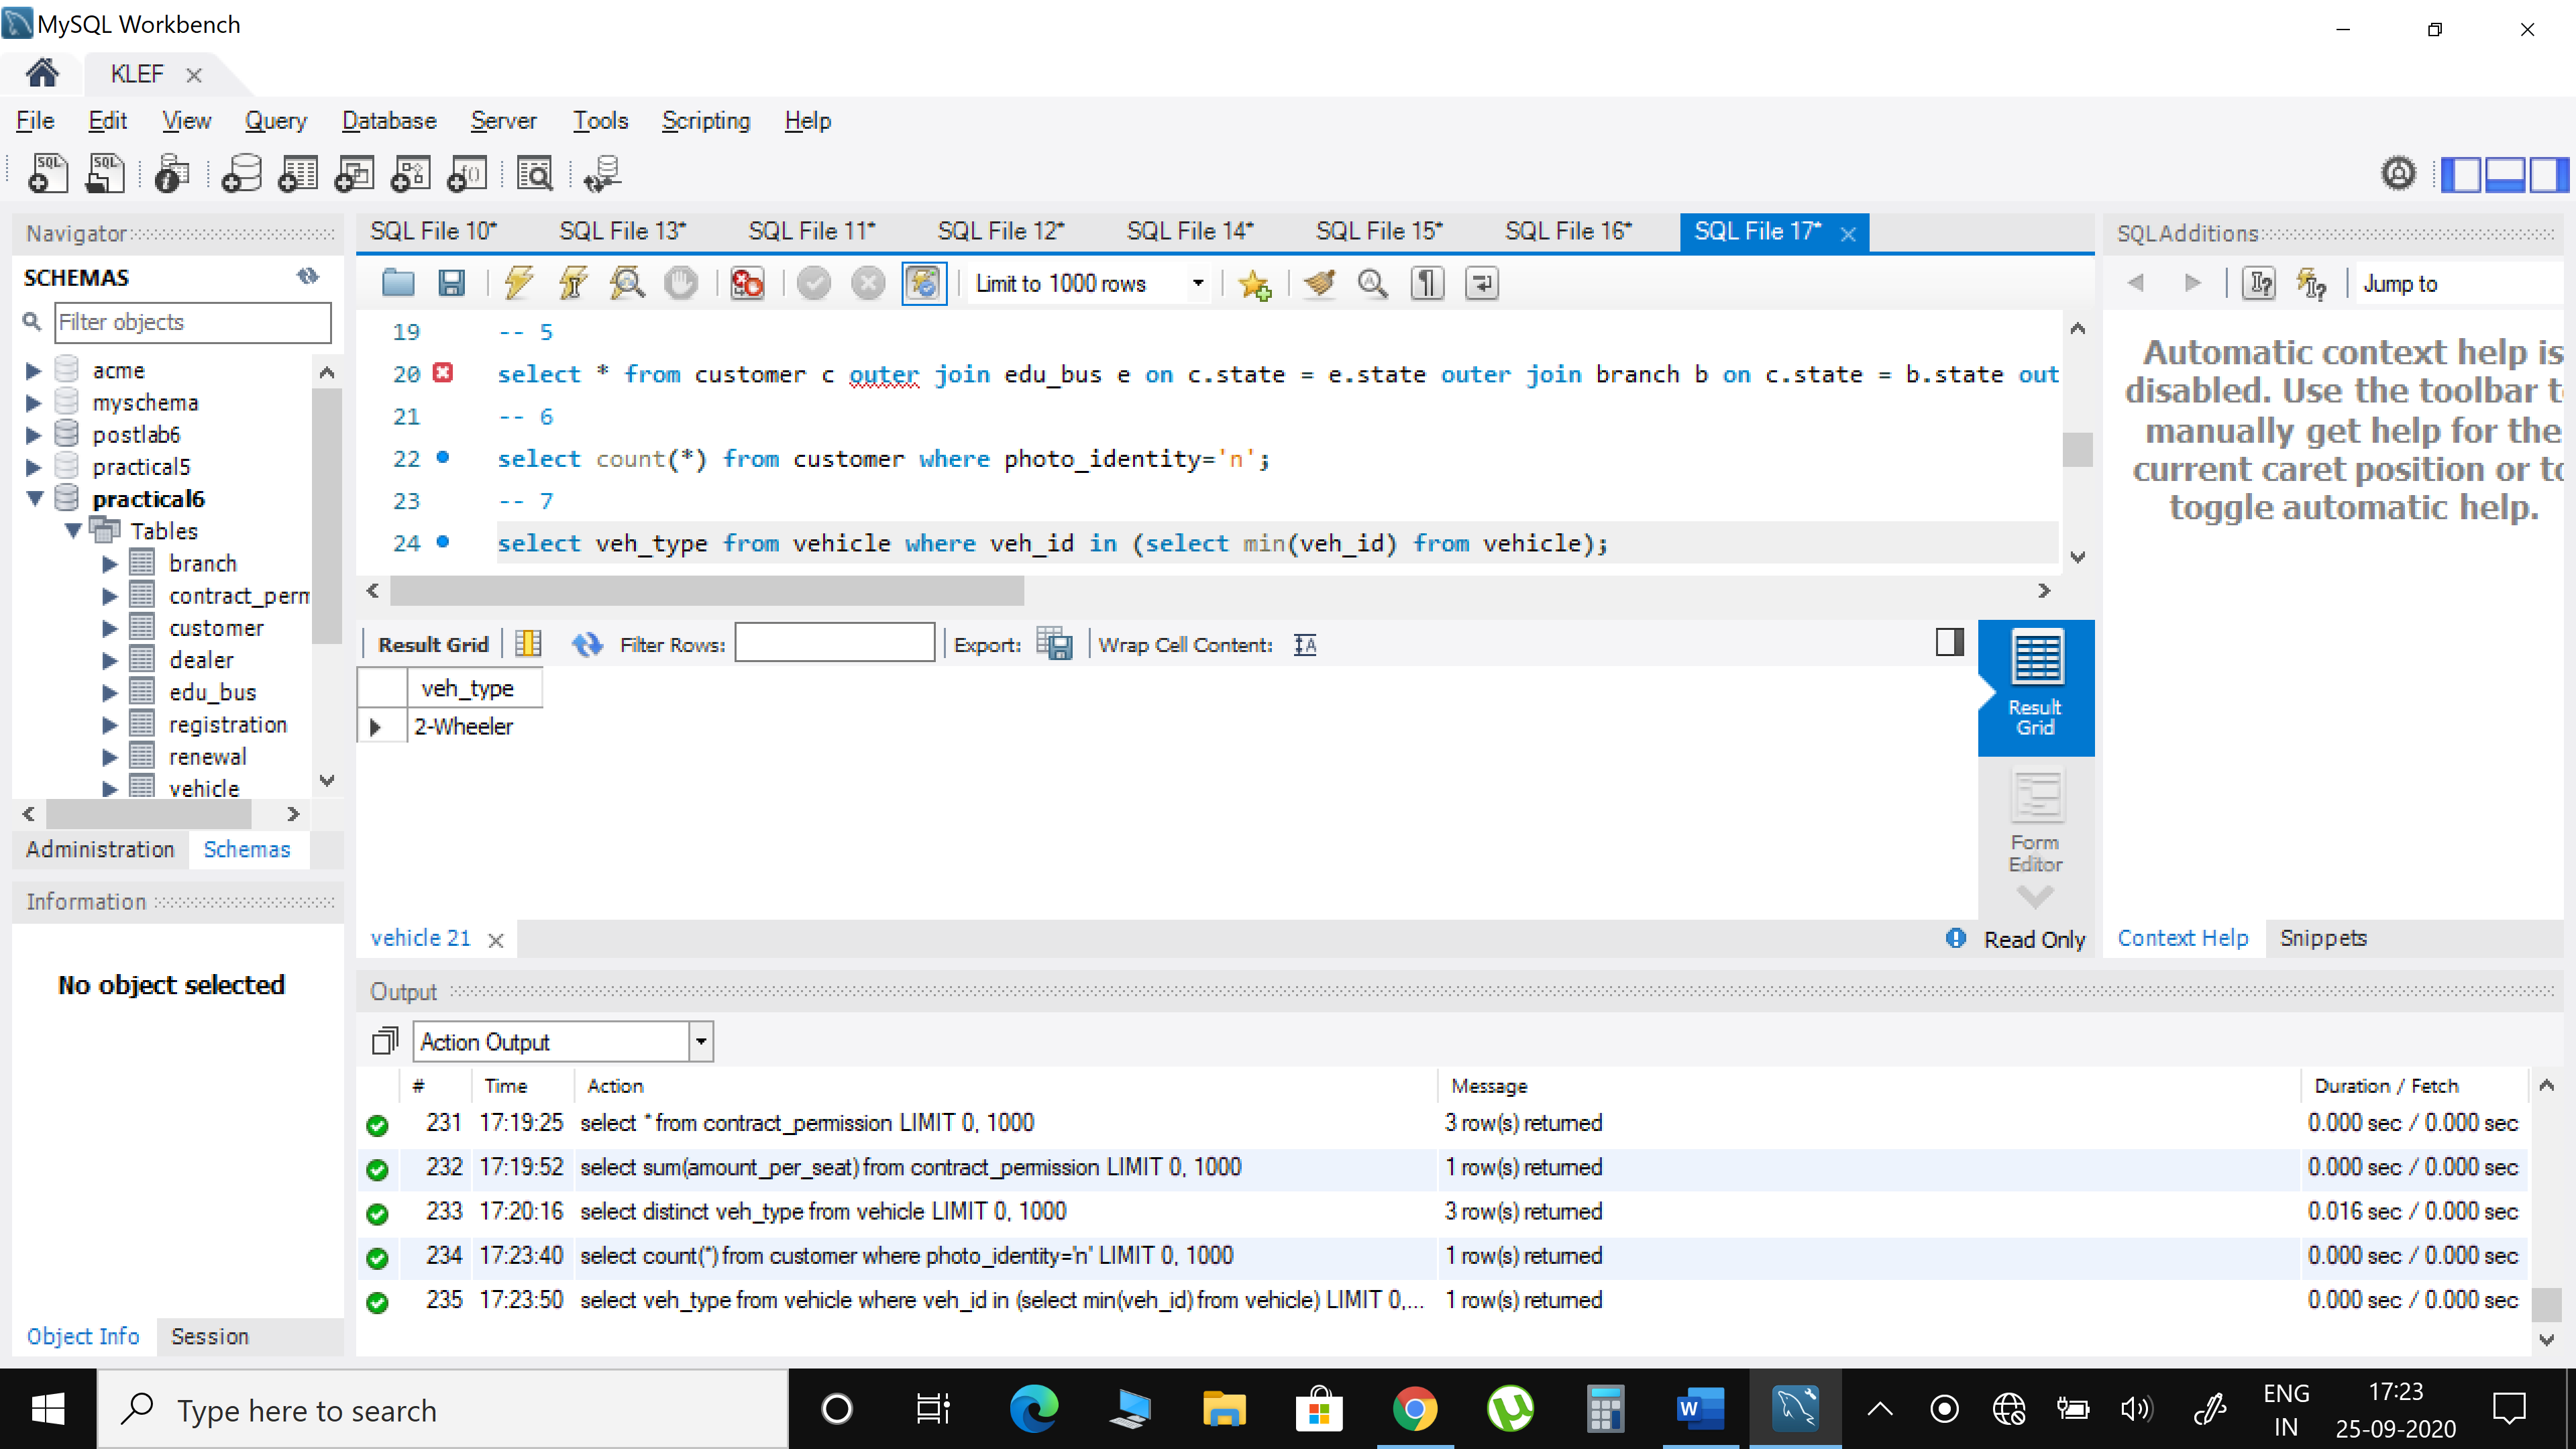 MySQL Workbench
KLEF
File Edit View Query Database Server Tools Scripting Help
Navigator
SCHEMAS
Filter objects
acme
myschema
postlab6
practical5
practical6
Tables
branch
contract_perm
customer
dealer
edu_bus
registration
renewal
vehicle
Administration Schemas
Information
No object selected
Object Info Session
SQL File 10* SQL File 13* SQL File 11* SQL File 12* SQL File 14* SQL File 15* SQL File 16* SQL File 17*
Limit to 1000 rows
19 -- 5
20 select * from customer c outer join edu_bus e on c.state = e.state outer join branch b on c.state = b.state out
21 -- 6
22 select count(*) from customer where photo_identity='n';
23 -- 7
24 select veh_type from vehicle where veh_id in (select min(veh_id) from vehicle);
Result Grid Filter Rows: Export: Wrap Cell Content:
veh_type
2-Wheeler
Result
Grid
Form
Editor
vehicle 21
Read Only
SQLAdditions
Jump to
Automatic context help is
disabled. Use the toolbar t
manually get help for the
current caret position or to
toggle automatic help.
Context Help Snippets
Output
Action Output
# Time Action Message Duration / Fetch
231 17:19:25 select * from contract_permission LIMIT 0, 1000 3 row(s) returned 0.000 sec / 0.000 sec
232 17:19:52 select sum(amount_per_seat) from contract_permission LIMIT 0, 1000 1 row(s) returned 0.000 sec / 0.000 sec
233 17:20:16 select distinct veh_type from vehicle LIMIT 0, 1000 3 row(s) returned 0.016 sec / 0.000 sec
234 17:23:40 select count(*) from customer where photo_identity='n' LIMIT 0, 1000 1 row(s) returned 0.000 sec / 0.000 sec
235 17:23:50 select veh_type from vehicle where veh_id in (select min(veh_id) from vehicle) LIMIT 0,... 1 row(s) returned 0.000 sec / 0.000 sec
Type here to search
ENG
IN
17:23
25-09-2020